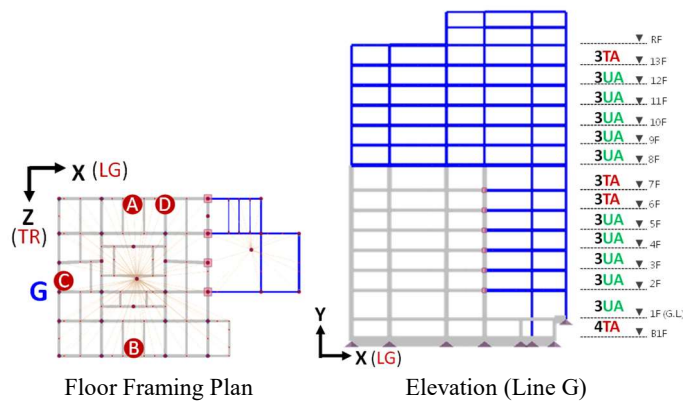 X (LG)
Z
(TR)
A
D
C
G
B
Floor Framing Plan
RF
3TA 13F
3UA 12F
3UA 11F
3UA 10F
3UA 9F
3UA 8F
3TA 7F
3TA 6F
3UA 5F
3UA 4F
3UA 3F
3UA 2F
3UA 1F (G.L)
4TA B1F
Y
X (LG)
Elevation (Line G)